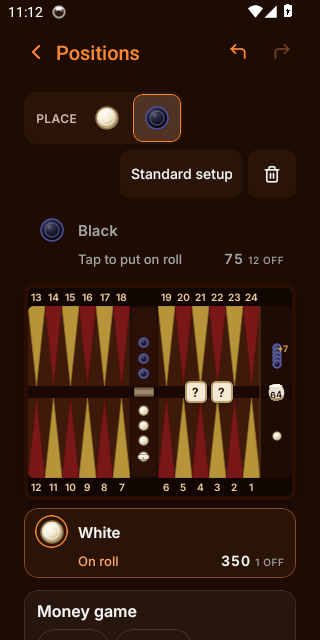 11:12
Positions
PLACE
Standard setup
Black
Tap to put on roll
75 12 OFF
13 14 15 16 17 18 19 20 21 22 23 24
+7
? ?
64
12 11 10 9 8 7 6 5 4 3 2 1
White
On roll
350 1 OFF
Money game